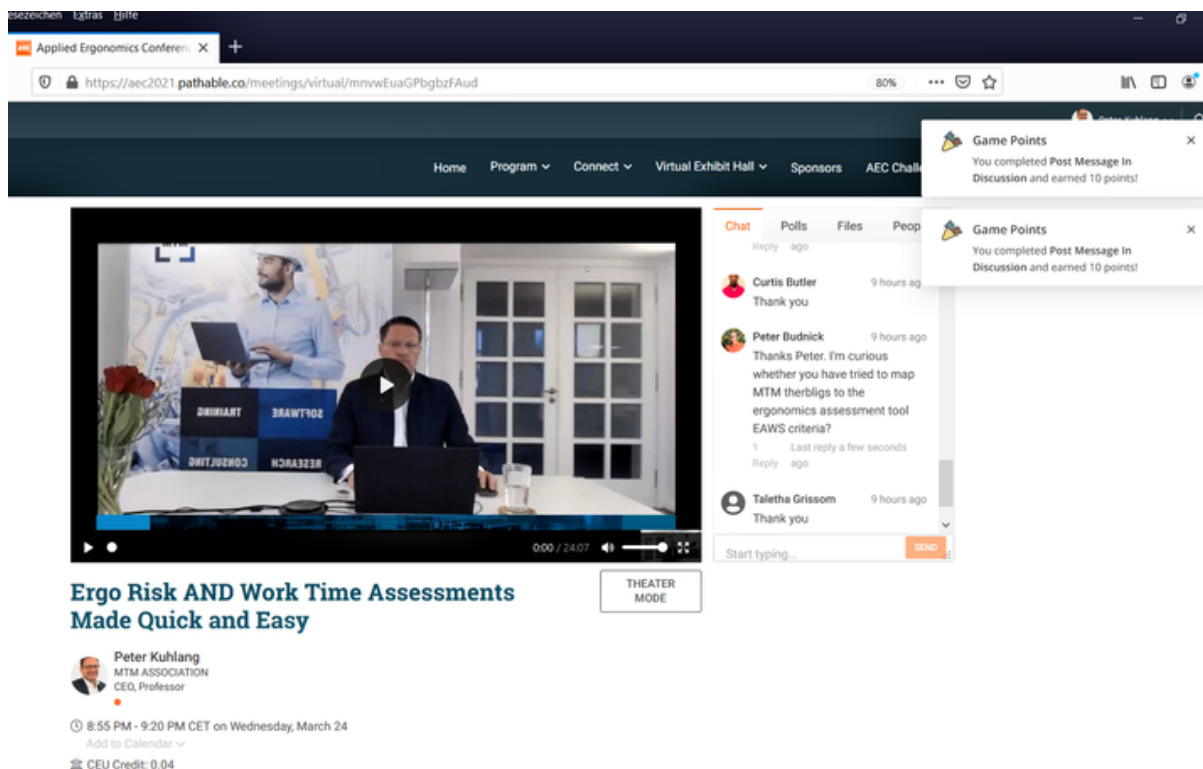 esezeichen Extras Hilfe
Applied Ergonomics Conferenc
https://aec2021.pathable.co/meetings/virtual/mnvwEuaGPbgbzFAud
80%
Peter Kuhlang
Home Program Connect Virtual Exhibit Hall Sponsors AEC Challe
Game Points
You completed Post Message In
Discussion and earned 10 points!
Game Points
You completed Post Message In
Discussion and earned 10 points!
MTM
TRAINING SOFTWARE
CONSULTING RESEARCH
0:00 / 24:07
Chat Polls Files Peop
Reply ago
Curtis Butler 9 hours ag
Thank you
Peter Budnick 9 hours ago
Thanks Peter. I'm curious
whether you have tried to map
MTM therbligs to the
ergonomics assessment tool
EAWS criteria?
1 Last reply a few seconds
Reply ago
Taletha Grissom 9 hours ago
Thank you
Start typing... SEND
Ergo Risk AND Work Time Assessments
Made Quick and Easy
THEATER
MODE
Peter Kuhlang
MTM ASSOCIATION
CEO, Professor
8:55 PM - 9:20 PM CET on Wednesday, March 24
Add to Calendar
CEU Credit: 0.04